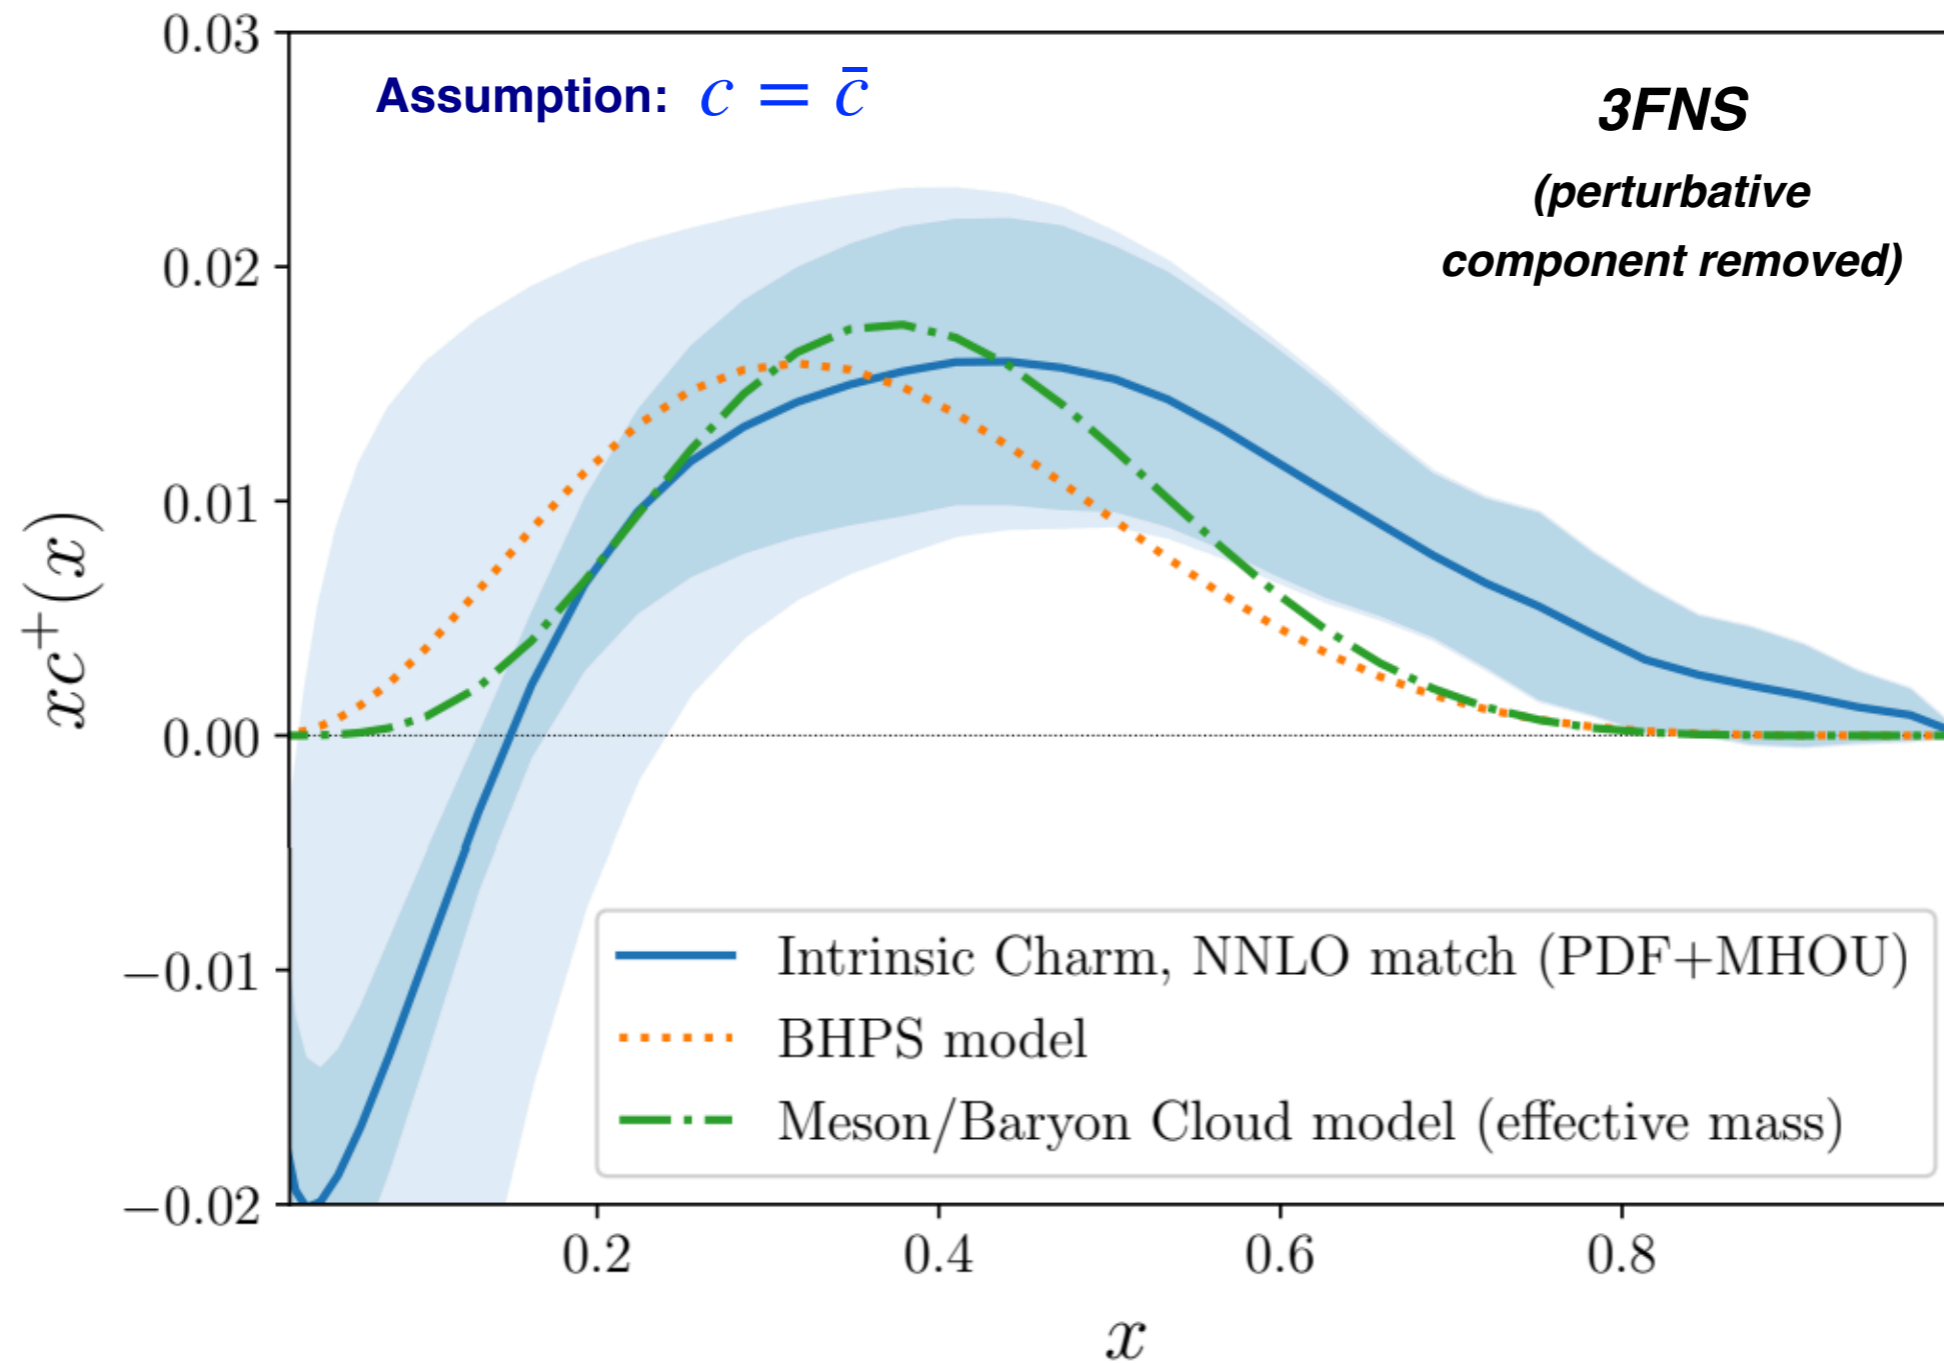 0.03
Assumption: c = c̄
3FNS
(perturbative
component removed)
0.02
0.01
0.00
−0.01
−0.02
xc⁺(x)
Intrinsic Charm, NNLO match (PDF+MHOU)
BHPS model
Meson/Baryon Cloud model (effective mass)
0.2 0.4 0.6 0.8
x